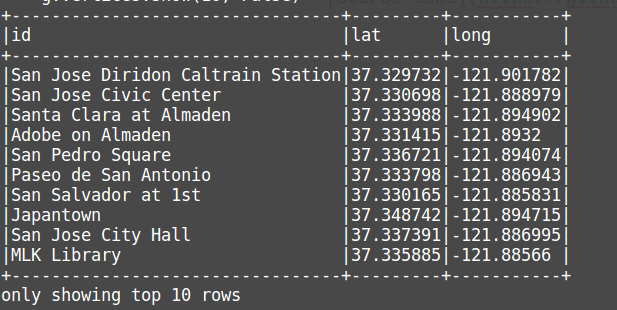 +---------------------------------+---------+-----------+
|id                               |lat      |long       |
+---------------------------------+---------+-----------+
|San Jose Diridon Caltrain Station|37.329732|-121.901782|
|San Jose Civic Center            |37.330698|-121.888979|
|Santa Clara at Almaden           |37.333988|-121.894902|
|Adobe on Almaden                 |37.331415|-121.8932  |
|San Pedro Square                 |37.336721|-121.894074|
|Paseo de San Antonio             |37.333798|-121.886943|
|San Salvador at 1st              |37.330165|-121.885831|
|Japantown                        |37.348742|-121.894715|
|San Jose City Hall               |37.337391|-121.886995|
|MLK Library                      |37.335885|-121.88566 |
+---------------------------------+---------+-----------+
only showing top 10 rows